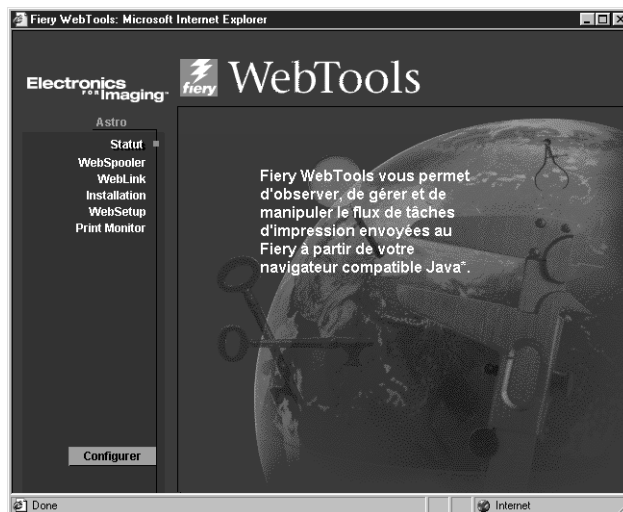 Fiery WebTools: Microsoft Internet Explorer
Electronics
FOR Imaging
fiery
WebTools
Astro
Statut
WebSpooler
WebLink
Installation
WebSetup
Print Monitor
Fiery WebTools vous permet
d'observer, de gérer et de
manipuler le flux de tâches
d'impression envoyées au
Fiery à partir de votre
navigateur compatible Java*.
Configurer
Done
Internet